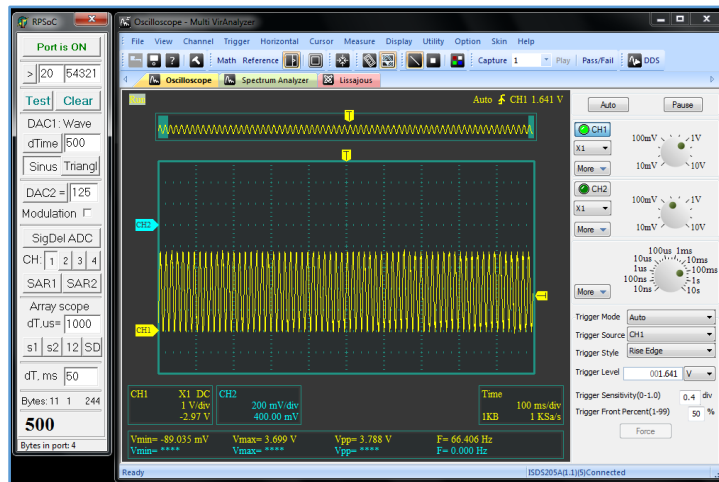 RPSoC
Port is ON
> 20 54321
Test Clear
DAC1: Wave
dTime 500
Sinus Triangl
DAC2 = 125
Modulation
SigDel ADC
CH: 1 2 3 4
SAR1 SAR2
Array scope
dT,us= 1000
s1 s2 12 SD
dT, ms 50
Bytes: 11 1 244
500
Bytes in port: 4
Oscilloscope - Multi VirAnalyzer
File View Channel Trigger Horizontal Cursor Measure Display Utility Option Skin Help
Math Reference Capture 1 Play Pass/Fail DDS
Oscilloscope Spectrum Analyzer Lissajous
Auto CH1 1.641 V
T
T
CH2
CH1
CH1 X1 DC
1 V/div
-2.97 V
CH2
200 mV/div
400.00 mV
Time
100 ms/div
1KB 1 KSa/s
Vmin= -89.035 mV Vmax= 3.699 V Vpp= 3.788 V F= 66.406 Hz
Vmin= **** Vmax= **** Vpp= **** F= 0.000 Hz
Ready ISDS205A(1.1)(S)Connected
Auto Pause
CH1
X1
More
100mV 1V
10mV 10V
CH2
X1
More
100mV 1V
10mV 10V
100us 1ms
10us 10ms
1us 100ms
100ns 1s
10ns 10s
More
Trigger Mode Auto
Trigger Source CH1
Trigger Style Rise Edge
Trigger Level 001.641 V
Trigger Sensitivity(0-1.0) 0.4 div
Trigger Front Percent(1-99) 50 %
Force